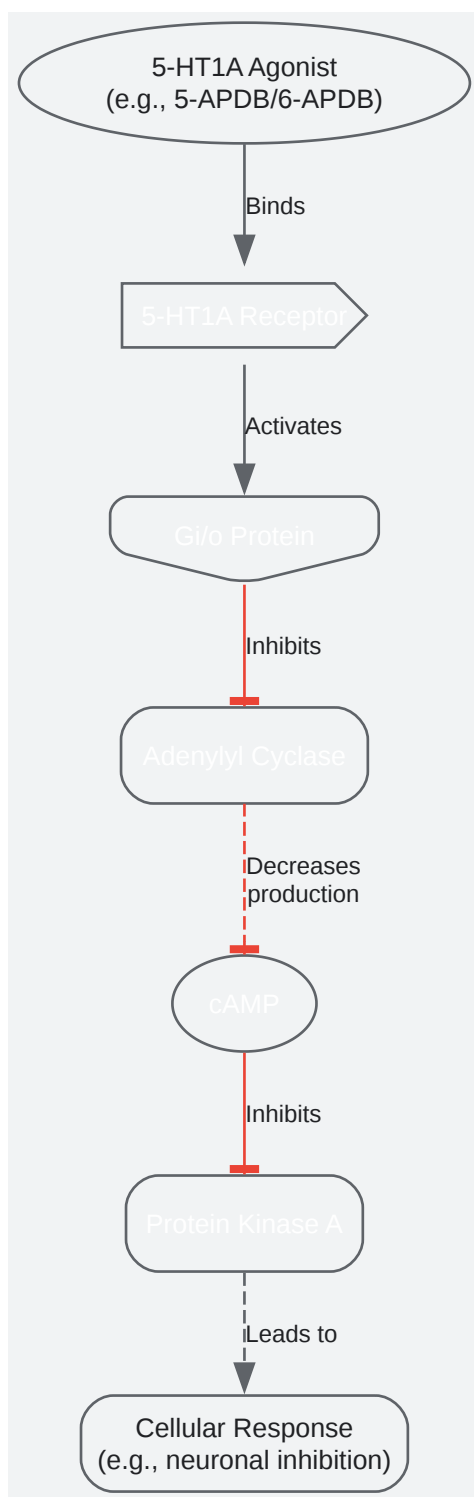 5-HT1A Agonist
(e.g., 5-APDB/6-APDB)
Binds
5-HT1A Receptor
Activates
Gi/o Protein
Inhibits
Adenylyl Cyclase
Decreases
production
cAMP
Inhibits
Protein Kinase A
Leads to
Cellular Response
(e.g., neuronal inhibition)